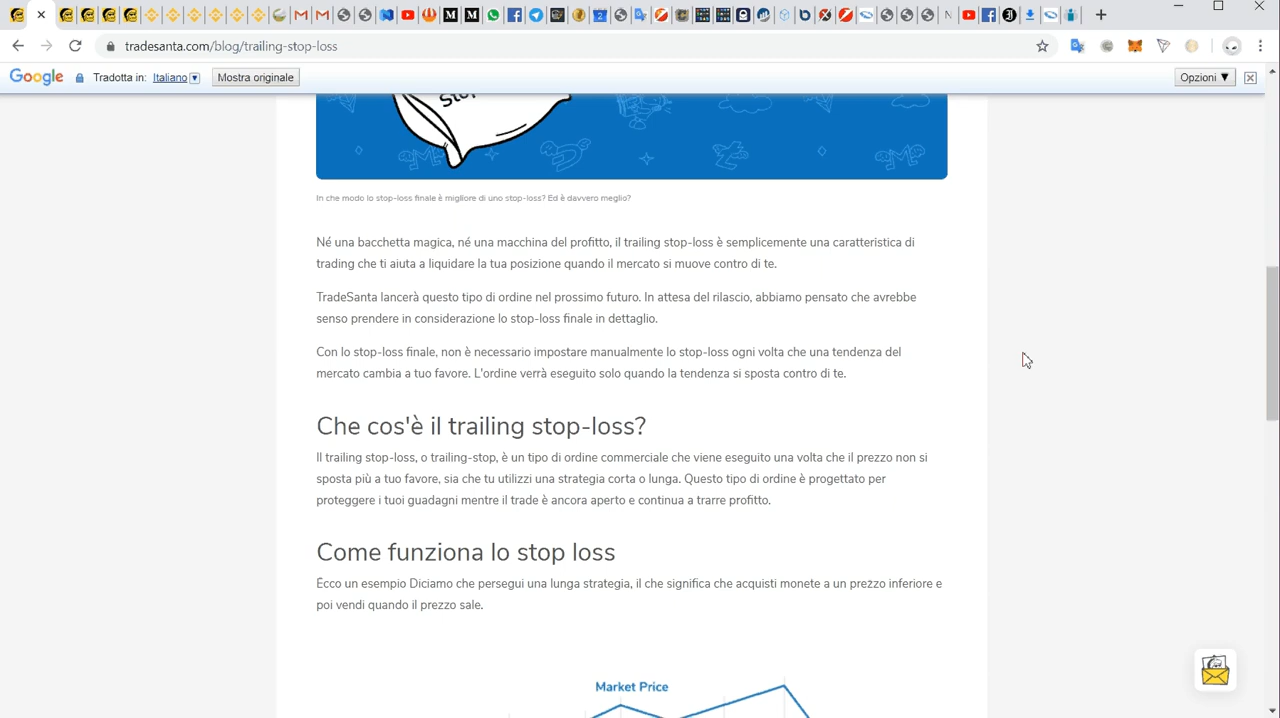 tradesanta.com/blog/trailing-stop-loss
Google Tradotta in: Italiano Mostra originale Opzioni ▼
In che modo lo stop-loss finale è migliore di uno stop-loss? Ed è davvero meglio?
Né una bacchetta magica, né una macchina del profitto, il trailing stop-loss è semplicemente una caratteristica di
trading che ti aiuta a liquidare la tua posizione quando il mercato si muove contro di te.
TradeSanta lancerà questo tipo di ordine nel prossimo futuro. In attesa del rilascio, abbiamo pensato che avrebbe
senso prendere in considerazione lo stop-loss finale in dettaglio.
Con lo stop-loss finale, non è necessario impostare manualmente lo stop-loss ogni volta che una tendenza del
mercato cambia a tuo favore. L'ordine verrà eseguito solo quando la tendenza si sposta contro di te.
Che cos'è il trailing stop-loss?
Il trailing stop-loss, o trailing-stop, è un tipo di ordine commerciale che viene eseguito una volta che il prezzo non si
sposta più a tuo favore, sia che tu utilizzi una strategia corta o lunga. Questo tipo di ordine è progettato per
proteggere i tuoi guadagni mentre il trade è ancora aperto e continua a trarre profitto.
Come funziona lo stop loss
Ecco un esempio Diciamo che persegui una lunga strategia, il che significa che acquisti monete a un prezzo inferiore e
poi vendi quando il prezzo sale.
Market Price